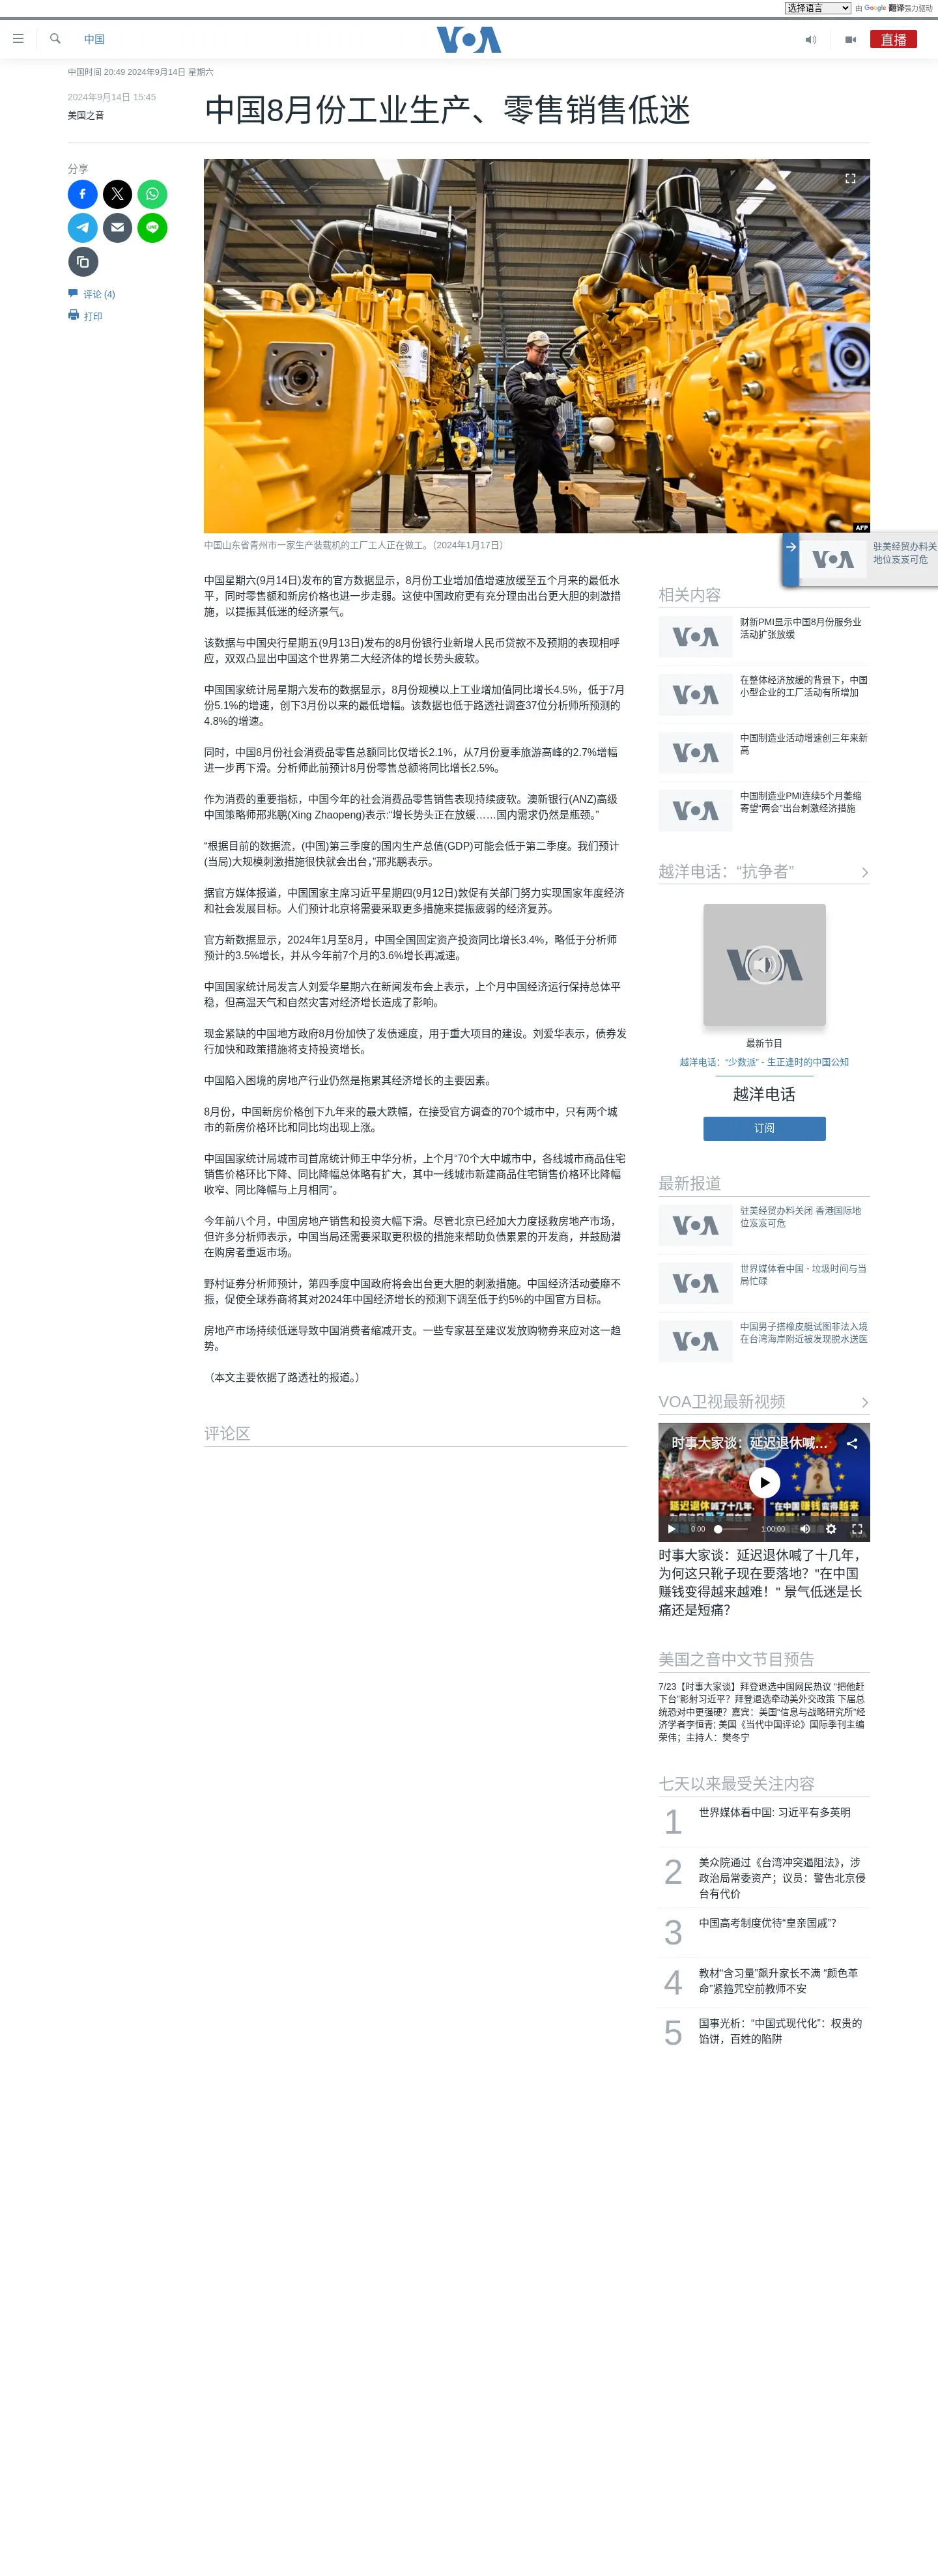 选择语言
由 Google 翻译强力驱动
中国
VOA
直播
中国时间 20:49 2024年9月14日 星期六
2024年9月14日 15:45
美国之音
中国8月份工业生产、零售销售低迷
分享
评论 (4)
打印
AFP
中国山东省青州市一家生产装载机的工厂工人正在做工。（2024年1月17日）
中国星期六(9月14日)发布的官方数据显示，8月份工业增加值增速放缓至五个月来的最低水
平，同时零售额和新房价格也进一步走弱。这使中国政府更有充分理由出台更大胆的刺激措
施，以提振其低迷的经济景气。
该数据与中国央行星期五(9月13日)发布的8月份银行业新增人民币贷款不及预期的表现相呼
应，双双凸显出中国这个世界第二大经济体的增长势头疲软。
中国国家统计局星期六发布的数据显示，8月份规模以上工业增加值同比增长4.5%，低于7月
份5.1%的增速，创下3月份以来的最低增幅。该数据也低于路透社调查37位分析师所预测的
4.8%的增速。
同时，中国8月份社会消费品零售总额同比仅增长2.1%，从7月份夏季旅游高峰的2.7%增幅
进一步再下滑。分析师此前预计8月份零售总额将同比增长2.5%。
作为消费的重要指标，中国今年的社会消费品零售销售表现持续疲软。澳新银行(ANZ)高级
中国策略师邢兆鹏(Xing Zhaopeng)表示:“增长势头正在放缓……国内需求仍然是瓶颈。”
“根据目前的数据流，(中国)第三季度的国内生产总值(GDP)可能会低于第二季度。我们预计
(当局)大规模刺激措施很快就会出台，”邢兆鹏表示。
据官方媒体报道，中国国家主席习近平星期四(9月12日)敦促有关部门努力实现国家年度经济
和社会发展目标。人们预计北京将需要采取更多措施来提振疲弱的经济复苏。
官方新数据显示，2024年1月至8月，中国全国固定资产投资同比增长3.4%，略低于分析师
预计的3.5%增长，并从今年前7个月的3.6%增长再减速。
中国国家统计局发言人刘爱华星期六在新闻发布会上表示，上个月中国经济运行保持总体平
稳，但高温天气和自然灾害对经济增长造成了影响。
现金紧缺的中国地方政府8月份加快了发债速度，用于重大项目的建设。刘爱华表示，债券发
行加快和政策措施将支持投资增长。
中国陷入困境的房地产行业仍然是拖累其经济增长的主要因素。
8月份，中国新房价格创下九年来的最大跌幅，在接受官方调查的70个城市中，只有两个城
市的新房价格环比和同比均出现上涨。
中国国家统计局城市司首席统计师王中华分析，上个月“70个大中城市中，各线城市商品住宅
销售价格环比下降、同比降幅总体略有扩大，其中一线城市新建商品住宅销售价格环比降幅
收窄、同比降幅与上月相同”。
今年前八个月，中国房地产销售和投资大幅下滑。尽管北京已经加大力度拯救房地产市场，
但许多分析师表示，中国当局还需要采取更积极的措施来帮助负债累累的开发商，并鼓励潜
在购房者重返市场。
野村证券分析师预计，第四季度中国政府将会出台更大胆的刺激措施。中国经济活动萎靡不
振，促使全球券商将其对2024年中国经济增长的预测下调至低于约5%的中国官方目标。
房地产市场持续低迷导致中国消费者缩减开支。一些专家甚至建议发放购物券来应对这一趋
势。
（本文主要依据了路透社的报道。）
评论区
VOA
驻美经贸办料关
地位岌岌可危
相关内容
VOA
财新PMI显示中国8月份服务业
活动扩张放缓
VOA
在整体经济放缓的背景下，中国
小型企业的工厂活动有所增加
VOA
中国制造业活动增速创三年来新
高
VOA
中国制造业PMI连续5个月萎缩
寄望“两会”出台刺激经济措施
越洋电话：“抗争者”
VOA
最新节目
越洋电话：“少数派” - 生正逢时的中国公知
越洋电话
订阅
最新报道
VOA
驻美经贸办料关闭 香港国际地
位岌岌可危
VOA
世界媒体看中国 - 垃圾时间与当
局忙碌
VOA
中国男子搭橡皮艇试图非法入境
在台湾海岸附近被发现脱水送医
VOA卫视最新视频
时事大家谈：延迟退休喊…
0:00
1:00:00
时事大家谈：延迟退休喊了十几年，
为何这只靴子现在要落地？"在中国
赚钱变得越来越难！" 景气低迷是长
痛还是短痛？
美国之音中文节目预告
7/23【时事大家谈】拜登退选中国网民热议 “把他赶
下台”影射习近平？拜登退选牵动美外交政策 下届总
统恐对中更强硬？嘉宾：美国“信息与战略研究所”经
济学者李恒青; 美国《当代中国评论》国际季刊主编
荣伟；主持人：樊冬宁
七天以来最受关注内容
1
世界媒体看中国: 习近平有多英明
2
美众院通过《台湾冲突遏阻法》，涉
政治局常委资产；议员：警告北京侵
台有代价
3
中国高考制度优待“皇亲国戚”？
4
教材“含习量”飙升家长不满 “颜色革
命”紧箍咒空前教师不安
5
国事光析：“中国式现代化”：权贵的
馅饼，百姓的陷阱